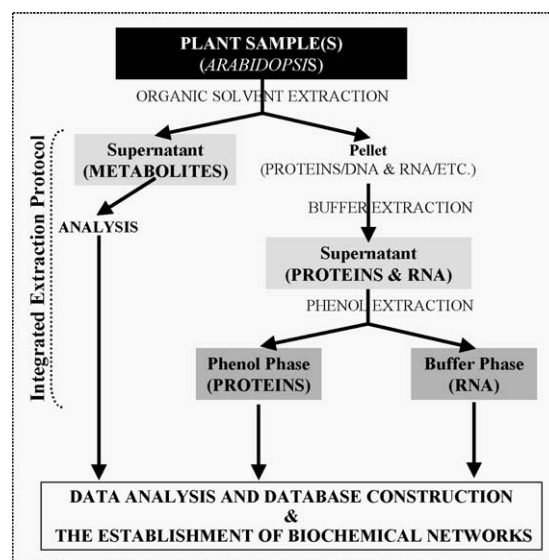 PLANT SAMPLE(S)
(ARABIDOPSIS)
ORGANIC SOLVENT EXTRACTION
Integrated Extraction Protocol
Supernatant
(METABOLITES)
Pellet
(PROTEINS/DNA & RNA/ETC.)
ANALYSIS
BUFFER EXTRACTION
Supernatant
(PROTEINS & RNA)
PHENOL EXTRACTION
Phenol Phase
(PROTEINS)
Buffer Phase
(RNA)
DATA ANALYSIS AND DATABASE CONSTRUCTION
&
THE ESTABLISHMENT OF BIOCHEMICAL NETWORKS